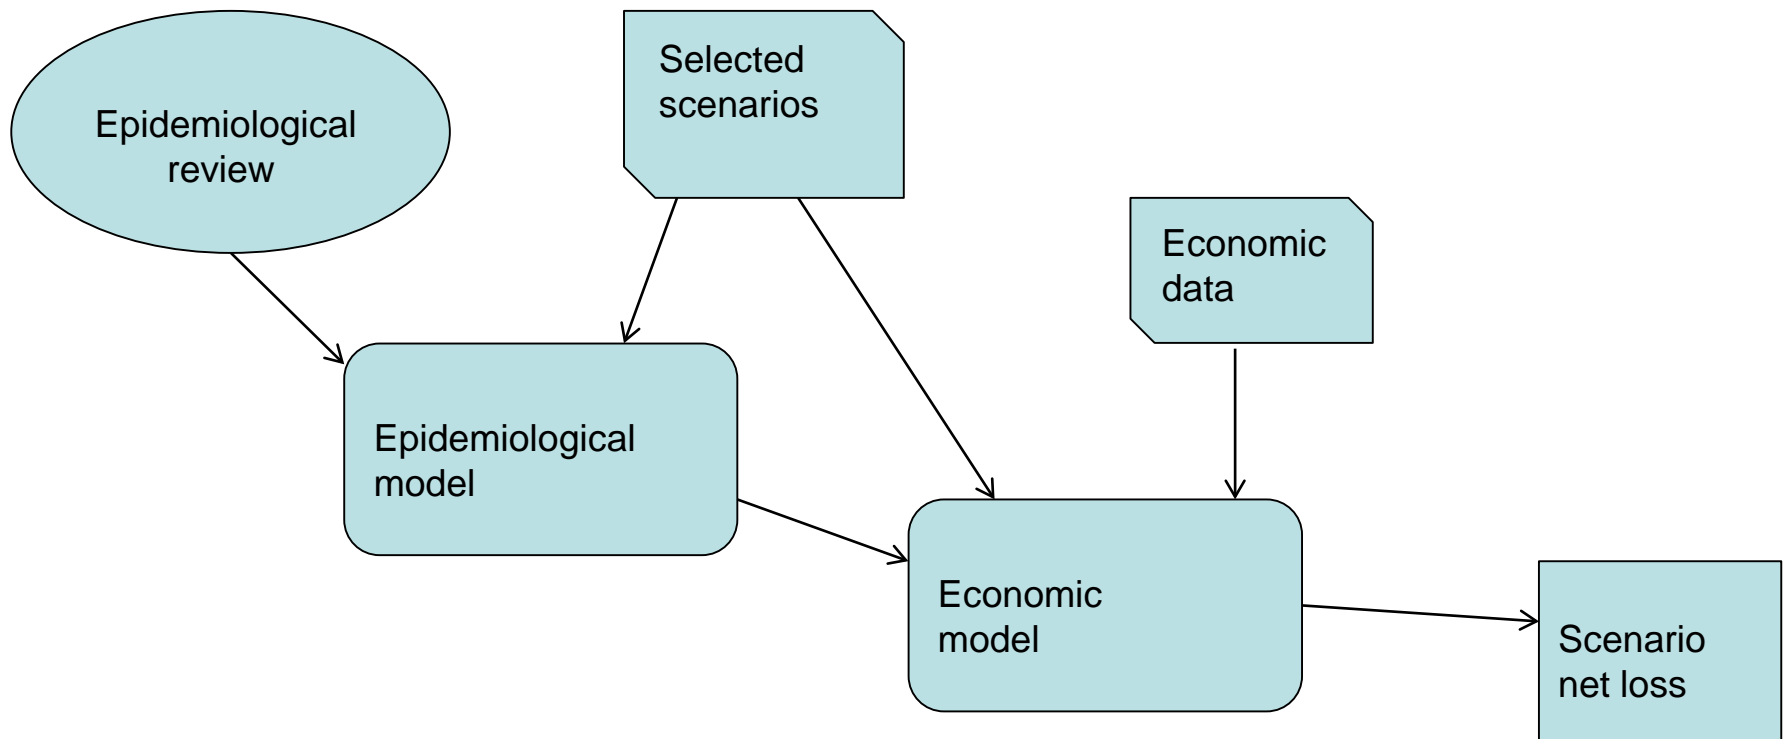 Epidemiological
review
Selected
scenarios
Economic
data
Epidemiological
model
Economic
model
Scenario
net loss